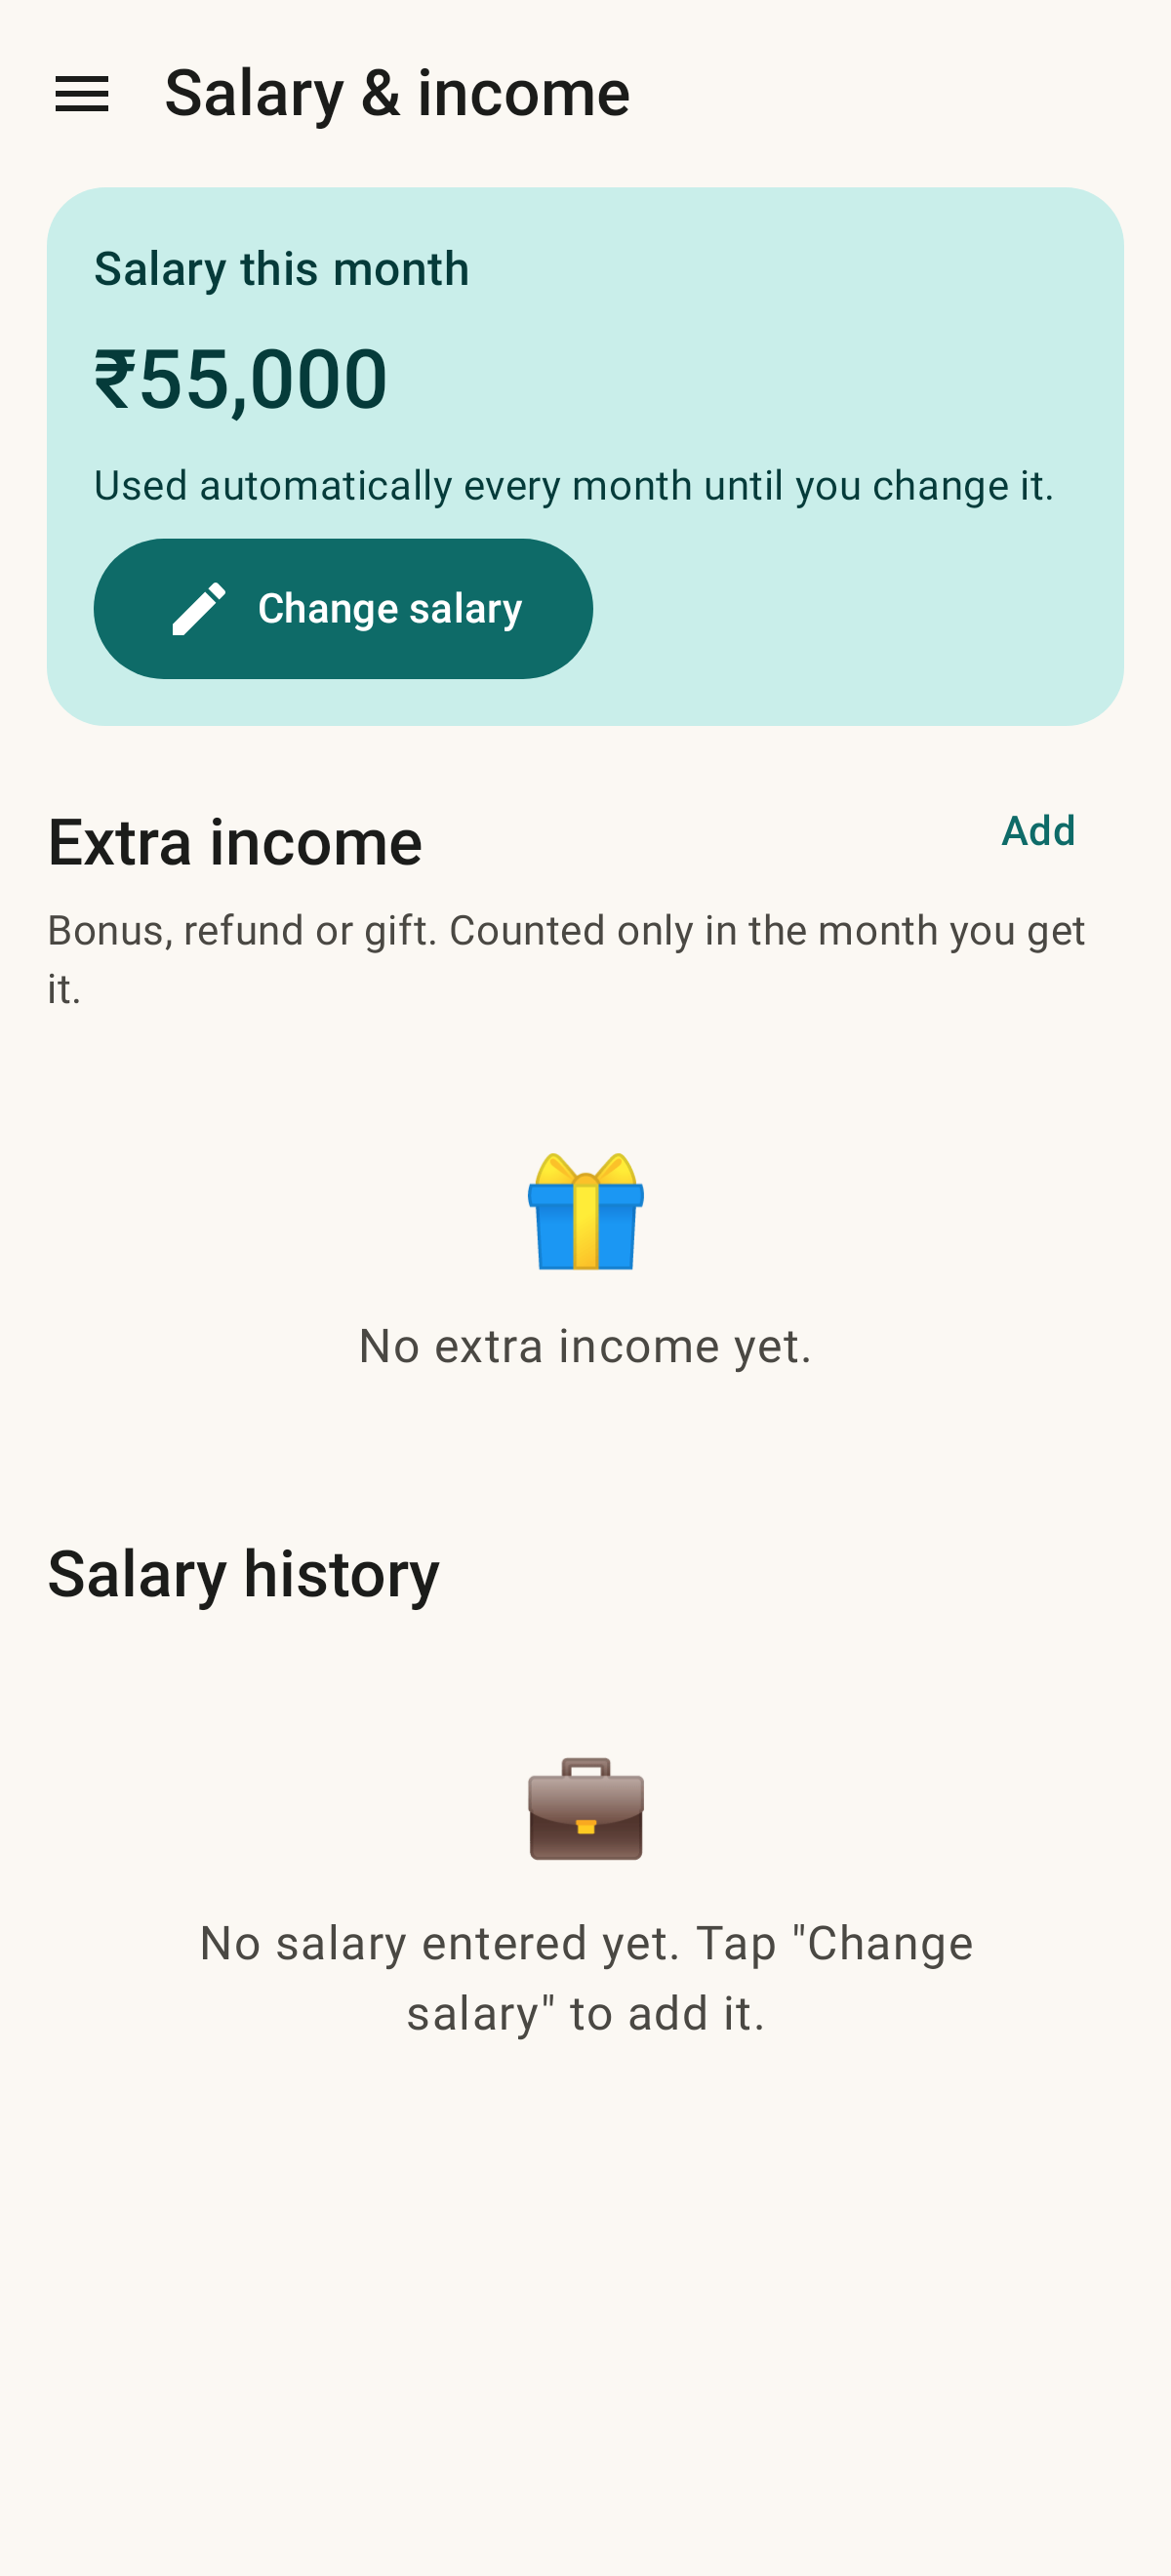 Salary & income
Salary this month
₹55,000
Used automatically every month until you change it.
Change salary
Extra income
Add
Bonus, refund or gift. Counted only in the month you get
it.
No extra income yet.
Salary history
No salary entered yet. Tap "Change
salary" to add it.